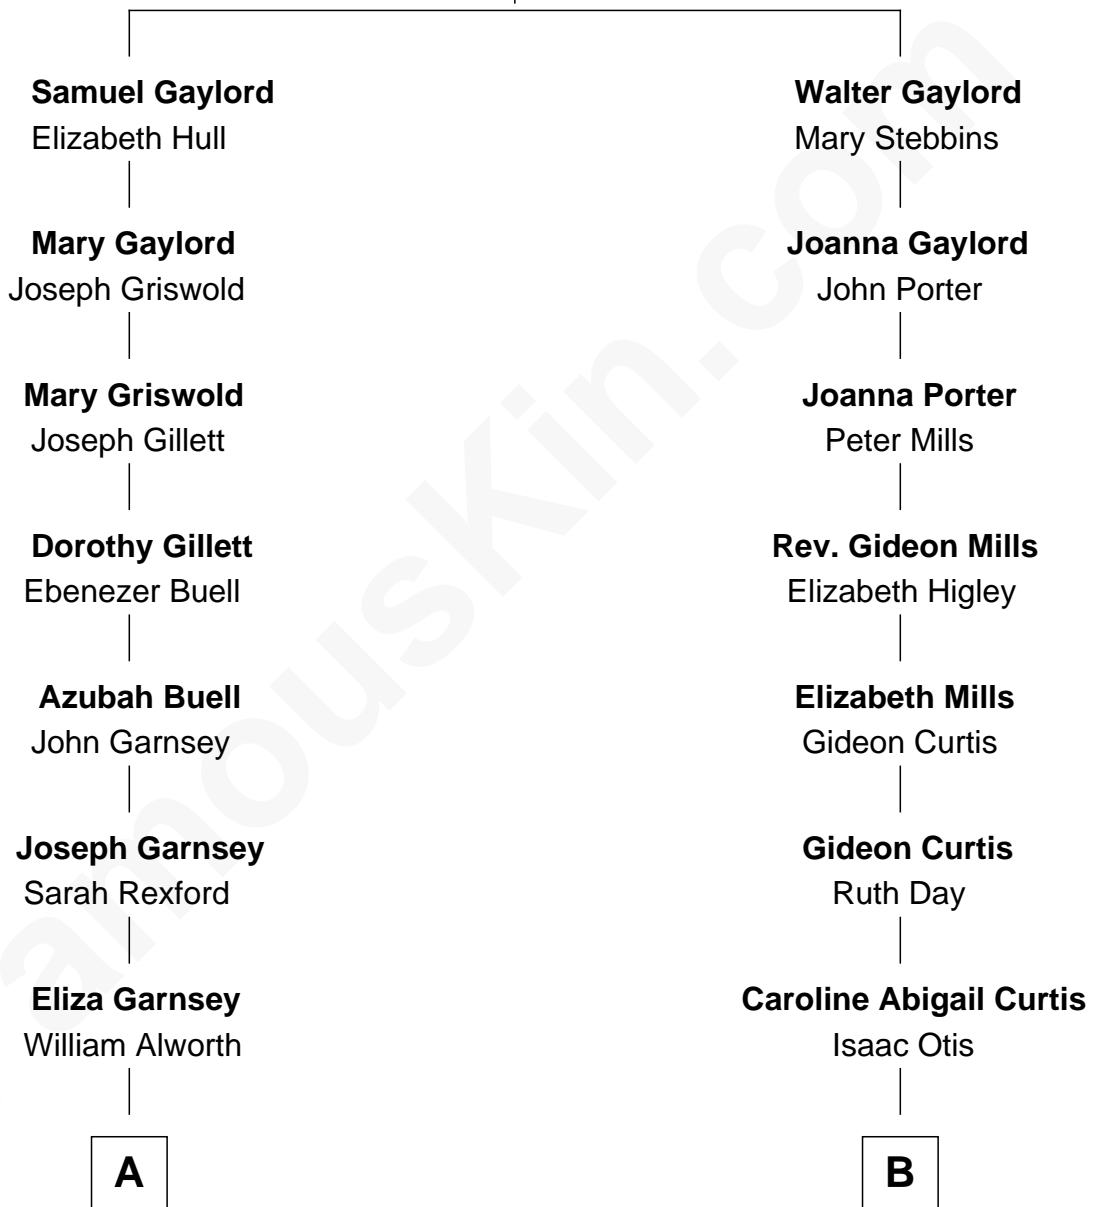 Samuel Gaylord
Elizabeth Hull
Mary Gaylord
Joseph Griswold
Mary Griswold
Joseph Gillett
Dorothy Gillett
Ebenezer Buell
Azubah Buell
John Garnsey
Joseph Garnsey
Sarah Rexford
Eliza Garnsey
William Alworth
A
Walter Gaylord
Mary Stebbins
Joanna Gaylord
John Porter
Joanna Porter
Peter Mills
Rev. Gideon Mills
Elizabeth Higley
Elizabeth Mills
Gideon Curtis
Gideon Curtis
Ruth Day
Caroline Abigail Curtis
Isaac Otis
B
amousKin.com